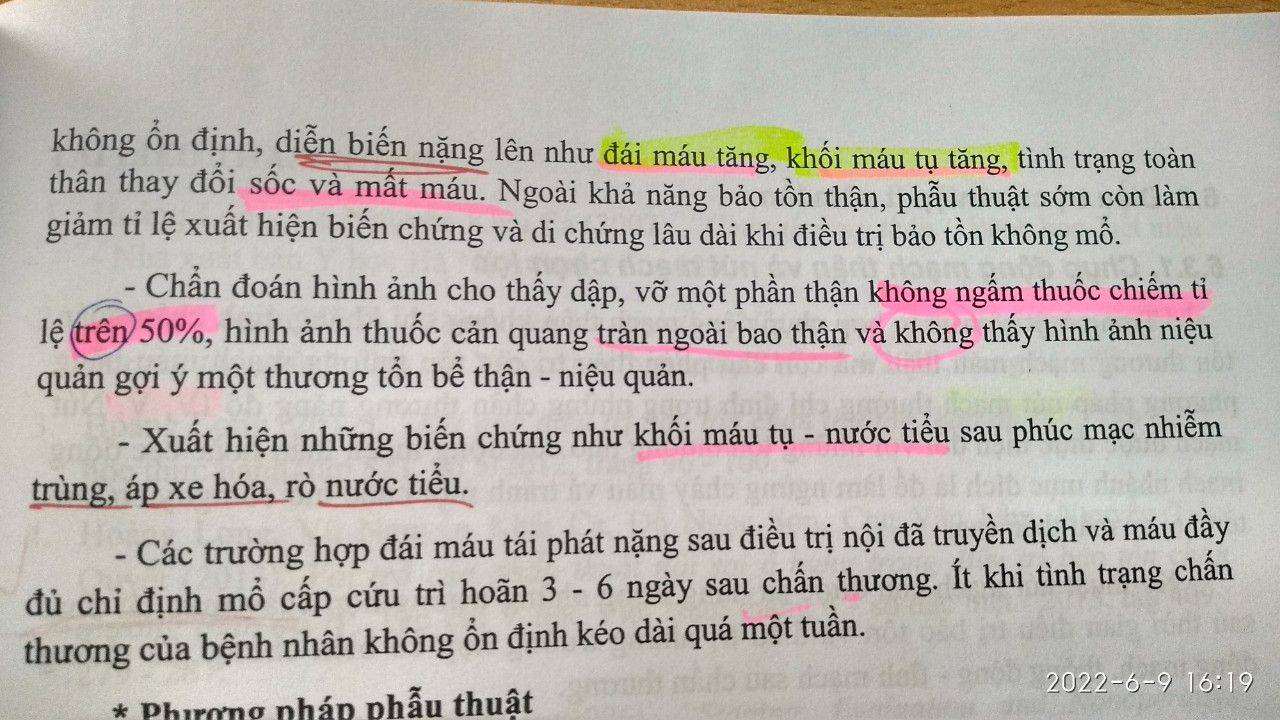 không ổn định, diễn biến nặng lên như đái máu tăng, khối máu tụ tăng, tình trạng toàn
thân thay đổi sốc và mất máu. Ngoài khả năng bảo tồn thận, phẫu thuật sớm còn làm
giảm tỉ lệ xuất hiện biến chứng và di chứng lâu dài khi điều trị bảo tồn không mổ.
- Chẩn đoán hình ảnh cho thấy dập, vỡ một phần thận không ngấm thuốc chiếm tỉ
lệ trên 50%, hình ảnh thuốc cản quang tràn ngoài bao thận và không thấy hình ảnh niệu
quản gợi ý một thương tổn bể thận - niệu quản.
- Xuất hiện những biến chứng như khối máu tụ - nước tiểu sau phúc mạc nhiễm
trùng, áp xe hóa, rò nước tiểu.
- Các trường hợp đái máu tái phát nặng sau điều trị nội đã truyền dịch và máu đầy
đủ chỉ định mổ cấp cứu trì hoãn 3 - 6 ngày sau chấn thương. Ít khi tình trạng chấn
thương của bệnh nhân không ổn định kéo dài quá một tuần.
* Phương pháp phẫu thuật
2022-6-9 16:19